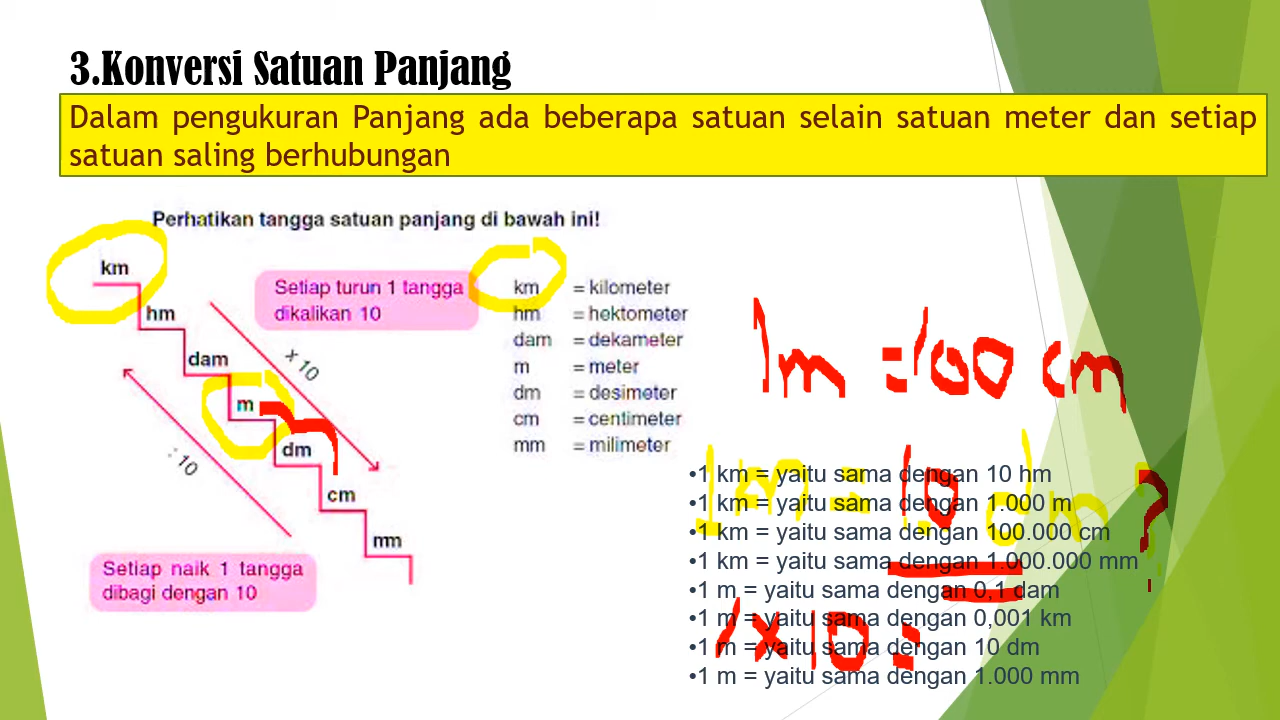 3.Konversi Satuan Panjang
Dalam pengukuran Panjang ada beberapa satuan selain satuan meter dan setiap
satuan saling berhubungan
Perhatikan tangga satuan panjang di bawah ini!
km
hm
dam
m
dm
cm
mm
Setiap turun 1 tangga
dikalikan 10
x 10
: 10
Setiap naik 1 tangga
dibagi dengan 10
km = kilometer
hm = hektometer
dam = dekameter
m = meter
dm = desimeter
cm = centimeter
mm = milimeter
1m = 100 cm
•1 km = yaitu sama dengan 10 hm
•1 km = yaitu sama dengan 1.000 m
•1 km = yaitu sama dengan 100.000 cm
•1 km = yaitu sama dengan 1.000.000 mm
•1 m = yaitu sama dengan 0,1 dam
•1 m = yaitu sama dengan 0,001 km
•1 m = yaitu sama dengan 10 dm
•1 m = yaitu sama dengan 1.000 mm
1 x 10 =